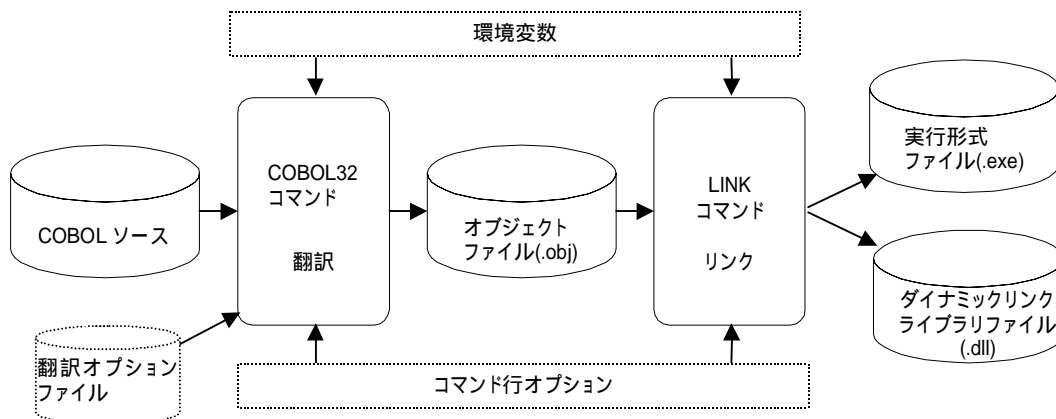 環境変数
COBOL ソース
翻訳オプション
ファイル
COBOL32
コマンド
翻訳
オブジェクト
ファイル(.obj)
LINK
コマンド
リンク
実行形式
ファイル(.exe)
ダイナミックリンク
ライブラリファイル
(.dll)
コマンド行オプション